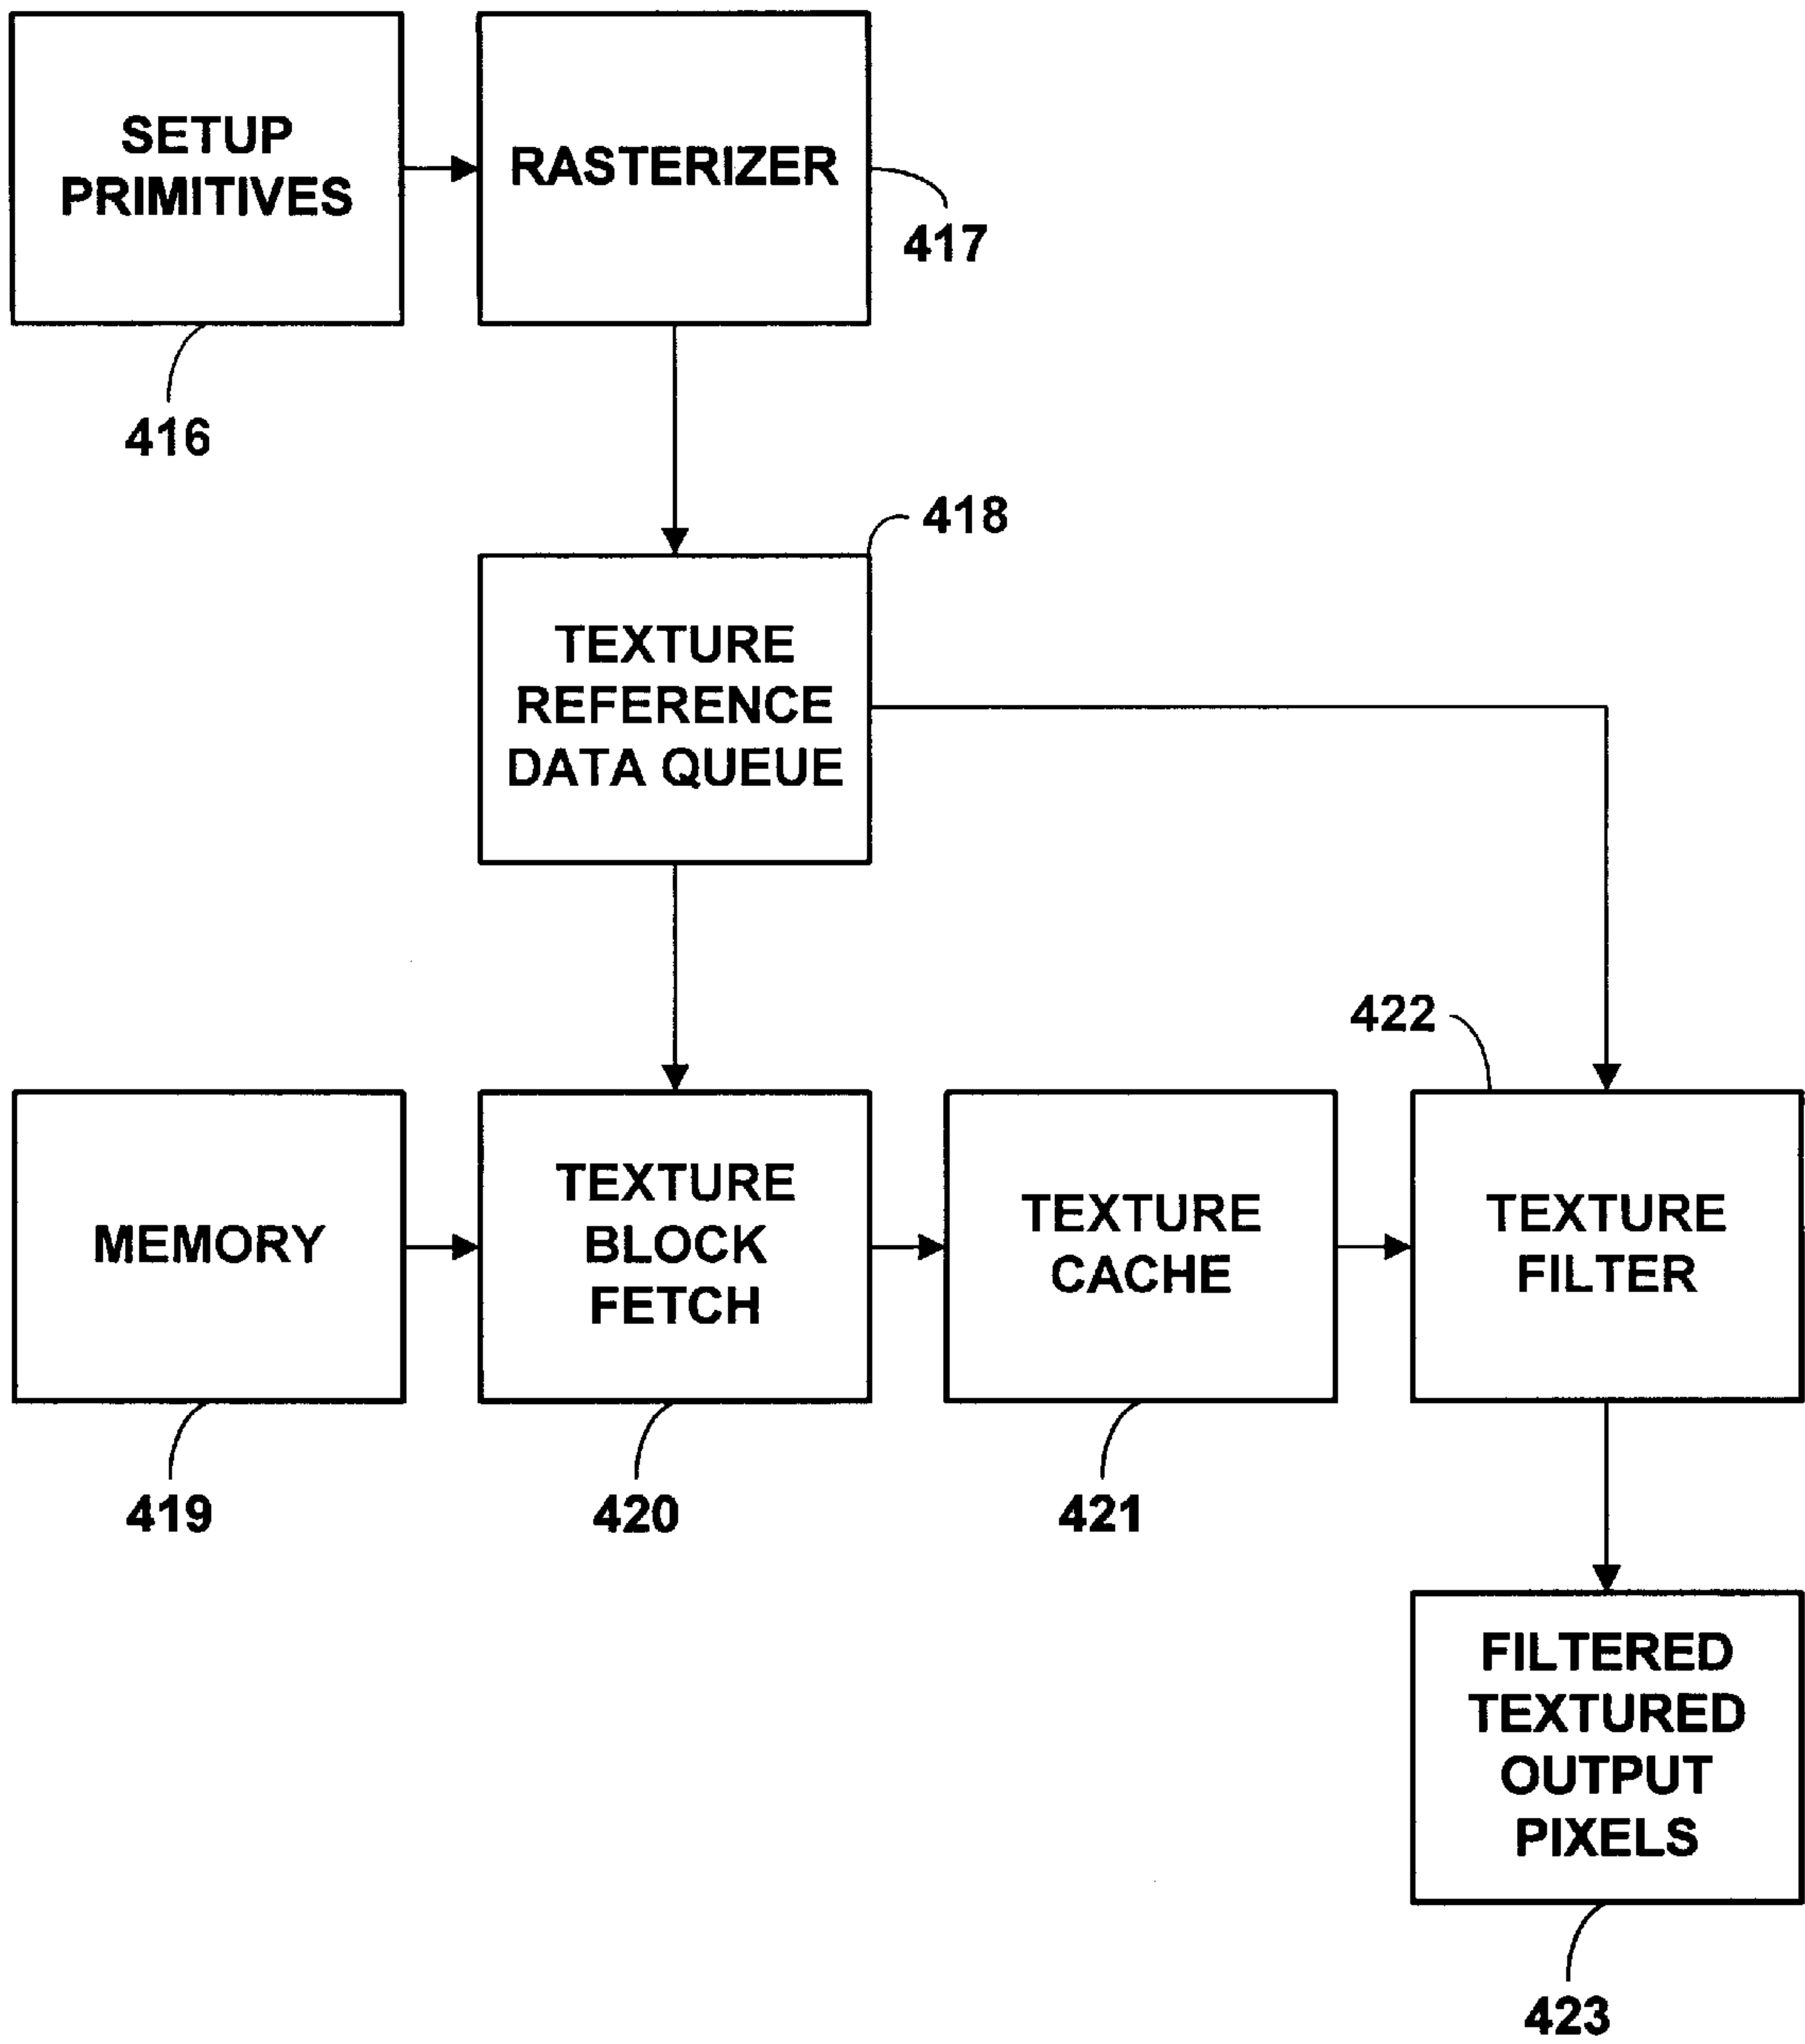 SETUP
PRIMITIVES
416
RASTERIZER
417
418
TEXTURE
REFERENCE
DATA QUEUE
MEMORY
419
TEXTURE
BLOCK
FETCH
420
TEXTURE
CACHE
421
422
TEXTURE
FILTER
FILTERED
TEXTURED
OUTPUT
PIXELS
423